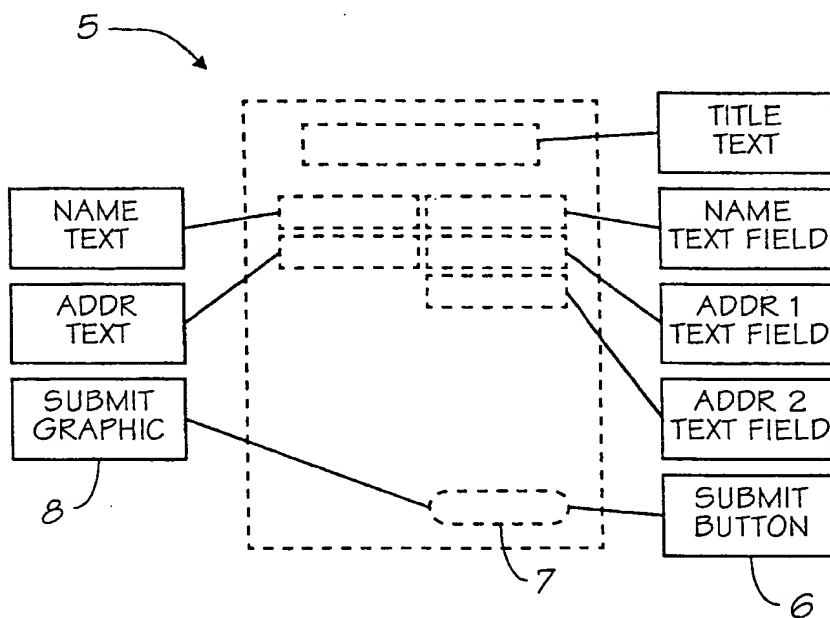 5
TITLE
TEXT
NAME
TEXT
NAME
TEXT FIELD
ADDR
TEXT
ADDR 1
TEXT FIELD
SUBMIT
GRAPHIC
ADDR 2
TEXT FIELD
8
SUBMIT
BUTTON
7
6